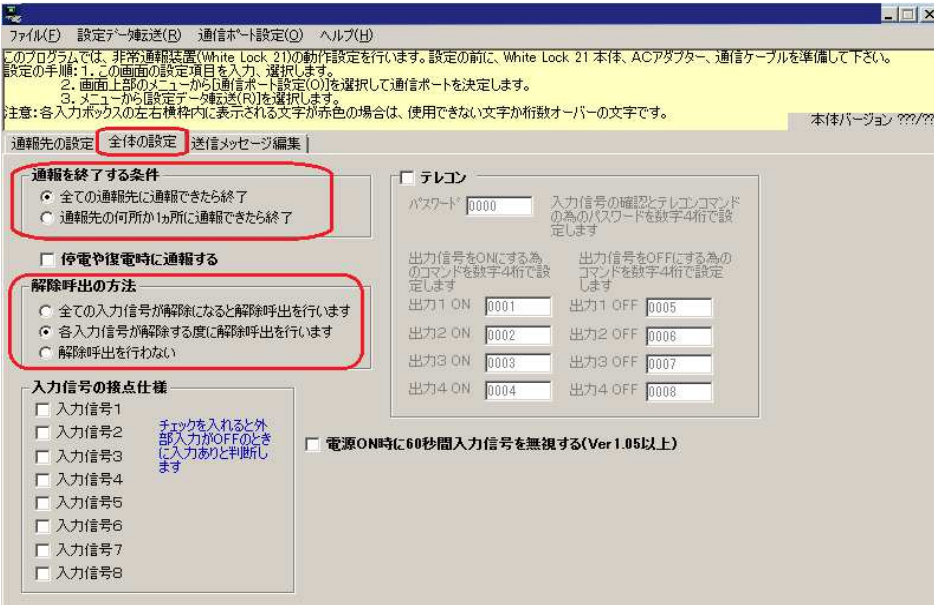 ファイル(F)　設定データ転送(R)　通信ポート設定(O)　ヘルプ(H)
このプログラムでは、非常通報装置(White Lock 21)の動作設定を行います。設定の前に、White Lock 21 本体、ACアダプター、通信ケーブルを準備して下さい。
設定の手順：1. この画面の設定項目を入力、選択します。
2. 画面上部のメニューから[通信ポート設定(O)]を選択して通信ポートを決定します。
3. メニューから[設定データ転送(R)]を選択します。
注意：各入力ボックスの左右横枠内に表示される文字が赤色の場合は、使用できない文字か桁数オーバーの文字です。
本体バージョン ???/??
通報先の設定　全体の設定　送信メッセージ編集
通報を終了する条件
全ての通報先に通報できたら終了
通報先の何所か1ヵ所に通報できたら終了
停電や復電時に通報する
解除呼出の方法
全ての入力信号が解除になると解除呼出を行います
各入力信号が解除する度に解除呼出を行います
解除呼出を行わない
入力信号の接点仕様
入力信号1
入力信号2
入力信号3
入力信号4
入力信号5
入力信号6
入力信号7
入力信号8
チェックを入れると外
部入力がOFFのとき
に入力ありと判断し
ます
テレコン
パスワード 0000
入力信号の確認とテレコンコマンド
の為のパスワードを数字4桁で設
定します
出力信号をONにする為
のコマンドを数字4桁で設
定します
出力信号をOFFにする為の
コマンドを数字4桁で設定
します
出力1 ON 0001　出力1 OFF 0005
出力2 ON 0002　出力2 OFF 0006
出力3 ON 0003　出力3 OFF 0007
出力4 ON 0004　出力4 OFF 0008
電源ON時に60秒間入力信号を無視する(Ver1.05以上)